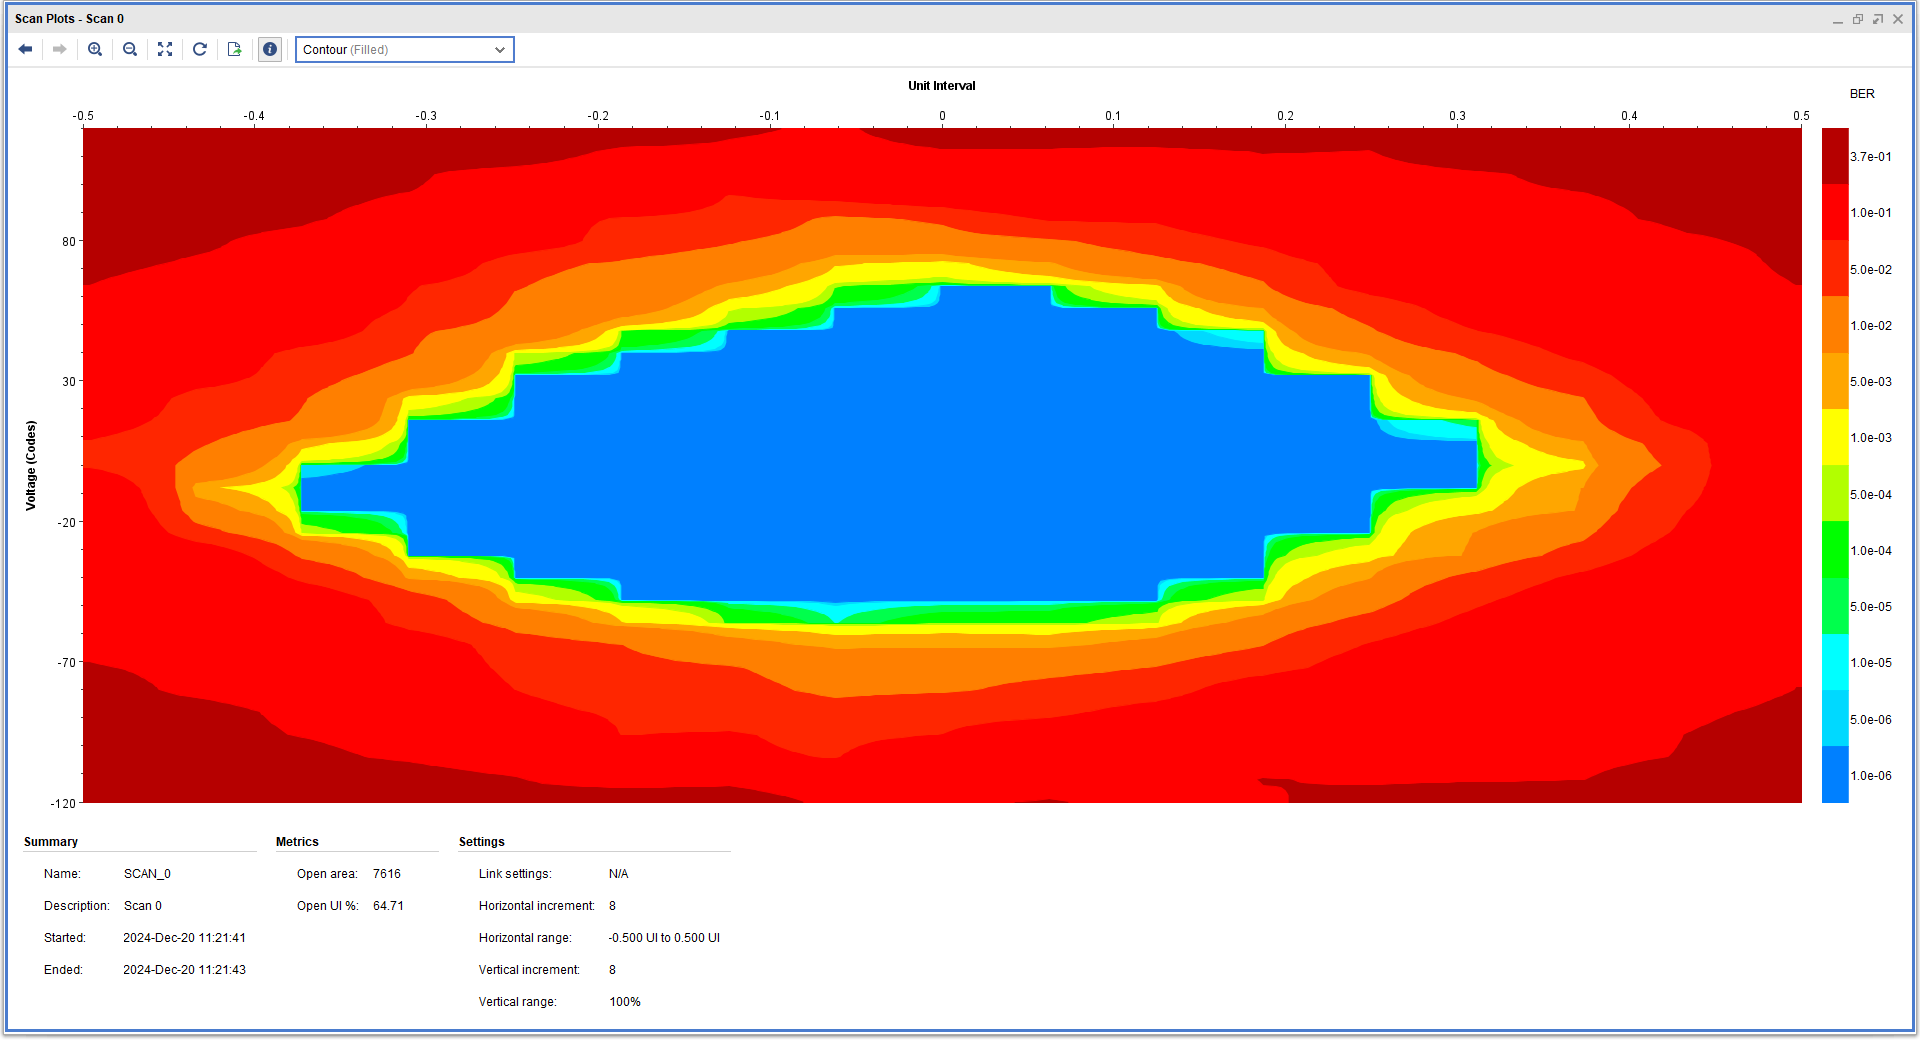 Scan Plots - Scan 0
Contour (Filled)
Unit Interval
BER
-0.5 -0.4 -0.3 -0.2 -0.1 0 0.1 0.2 0.3 0.4 0.5
80
30
-20
-70
-120
Voltage (Codes)
3.7e-01
1.0e-01
5.0e-02
1.0e-02
5.0e-03
1.0e-03
5.0e-04
1.0e-04
5.0e-05
1.0e-05
5.0e-06
1.0e-06
Summary
Name: SCAN_0
Description: Scan 0
Started: 2024-Dec-20 11:21:41
Ended: 2024-Dec-20 11:21:43
Metrics
Open area: 7616
Open UI %: 64.71
Settings
Link settings: N/A
Horizontal increment: 8
Horizontal range: -0.500 UI to 0.500 UI
Vertical increment: 8
Vertical range: 100%